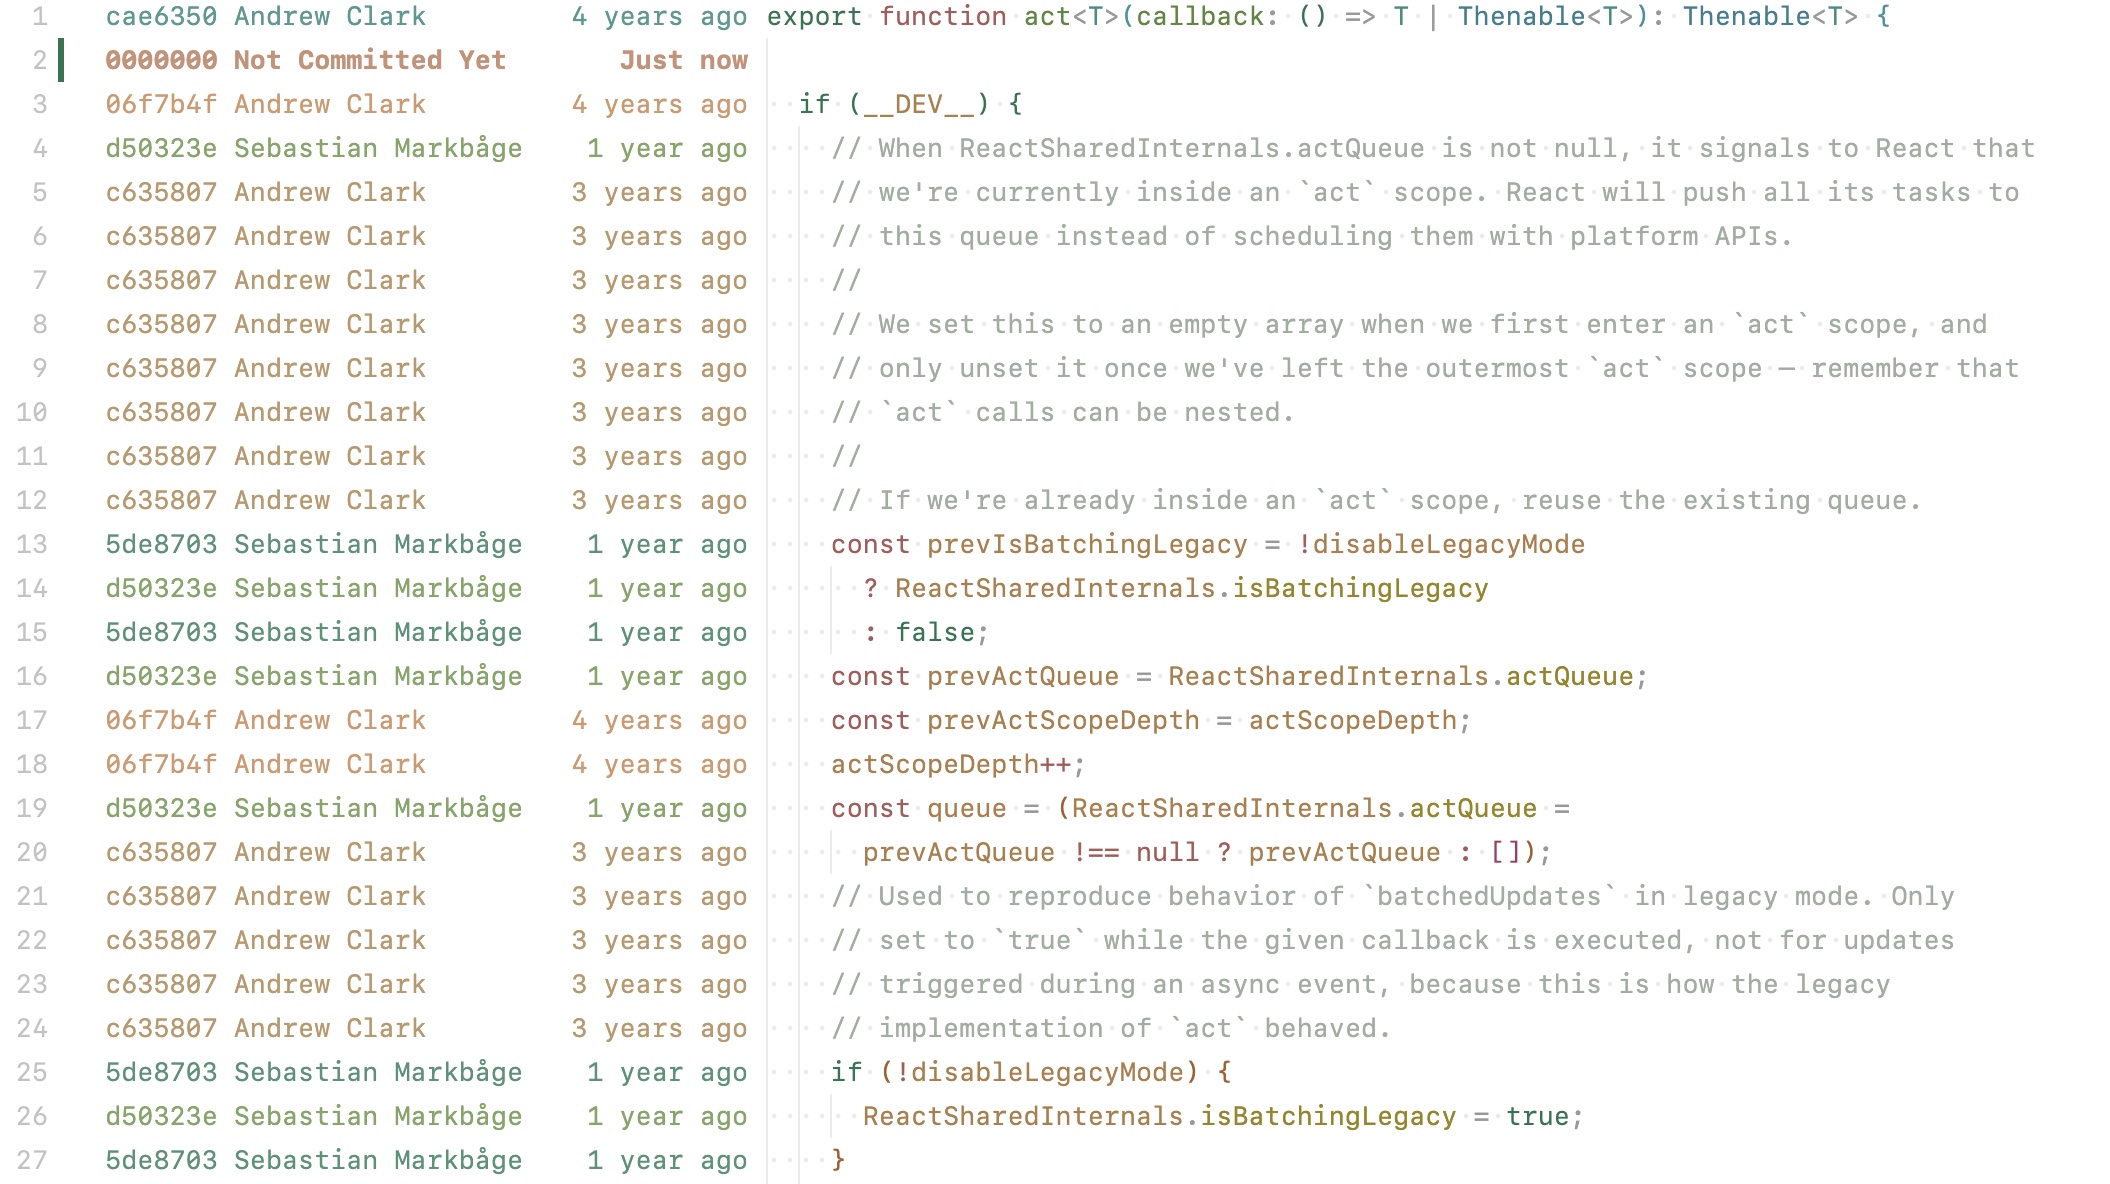 1 cae6350 Andrew Clark 4 years ago export function act<T>(callback: () => T | Thenable<T>): Thenable<T> {
2 0000000 Not Committed Yet Just now
3 06f7b4f Andrew Clark 4 years ago if (__DEV__) {
4 d50323e Sebastian Markbåge 1 year ago // When ReactSharedInternals.actQueue is not null, it signals to React that
5 c635807 Andrew Clark 3 years ago // we're currently inside an `act` scope. React will push all its tasks to
6 c635807 Andrew Clark 3 years ago // this queue instead of scheduling them with platform APIs.
7 c635807 Andrew Clark 3 years ago //
8 c635807 Andrew Clark 3 years ago // We set this to an empty array when we first enter an `act` scope, and
9 c635807 Andrew Clark 3 years ago // only unset it once we've left the outermost `act` scope — remember that
10 c635807 Andrew Clark 3 years ago // `act` calls can be nested.
11 c635807 Andrew Clark 3 years ago //
12 c635807 Andrew Clark 3 years ago // If we're already inside an `act` scope, reuse the existing queue.
13 5de8703 Sebastian Markbåge 1 year ago const prevIsBatchingLegacy = !disableLegacyMode
14 d50323e Sebastian Markbåge 1 year ago ? ReactSharedInternals.isBatchingLegacy
15 5de8703 Sebastian Markbåge 1 year ago : false;
16 d50323e Sebastian Markbåge 1 year ago const prevActQueue = ReactSharedInternals.actQueue;
17 06f7b4f Andrew Clark 4 years ago const prevActScopeDepth = actScopeDepth;
18 06f7b4f Andrew Clark 4 years ago actScopeDepth++;
19 d50323e Sebastian Markbåge 1 year ago const queue = (ReactSharedInternals.actQueue =
20 c635807 Andrew Clark 3 years ago prevActQueue !== null ? prevActQueue : []);
21 c635807 Andrew Clark 3 years ago // Used to reproduce behavior of `batchedUpdates` in legacy mode. Only
22 c635807 Andrew Clark 3 years ago // set to `true` while the given callback is executed, not for updates
23 c635807 Andrew Clark 3 years ago // triggered during an async event, because this is how the legacy
24 c635807 Andrew Clark 3 years ago // implementation of `act` behaved.
25 5de8703 Sebastian Markbåge 1 year ago if (!disableLegacyMode) {
26 d50323e Sebastian Markbåge 1 year ago ReactSharedInternals.isBatchingLegacy = true;
27 5de8703 Sebastian Markbåge 1 year ago }